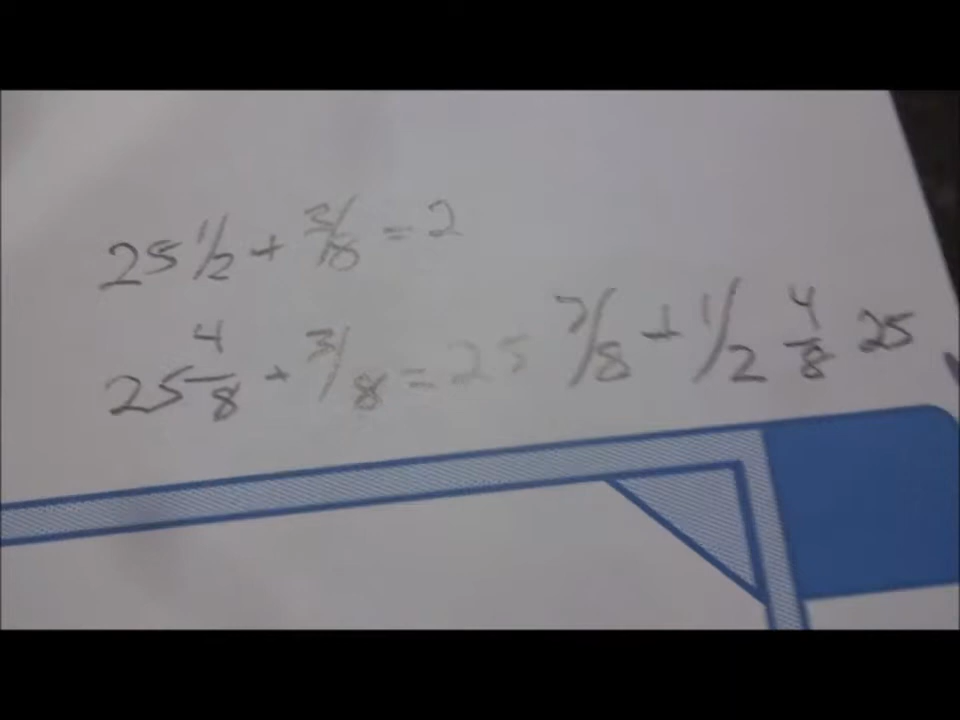 25 1/2 + 3/8 = 2
25 4/8 + 3/8 = 25 7/8 + 1/2 4/8 25